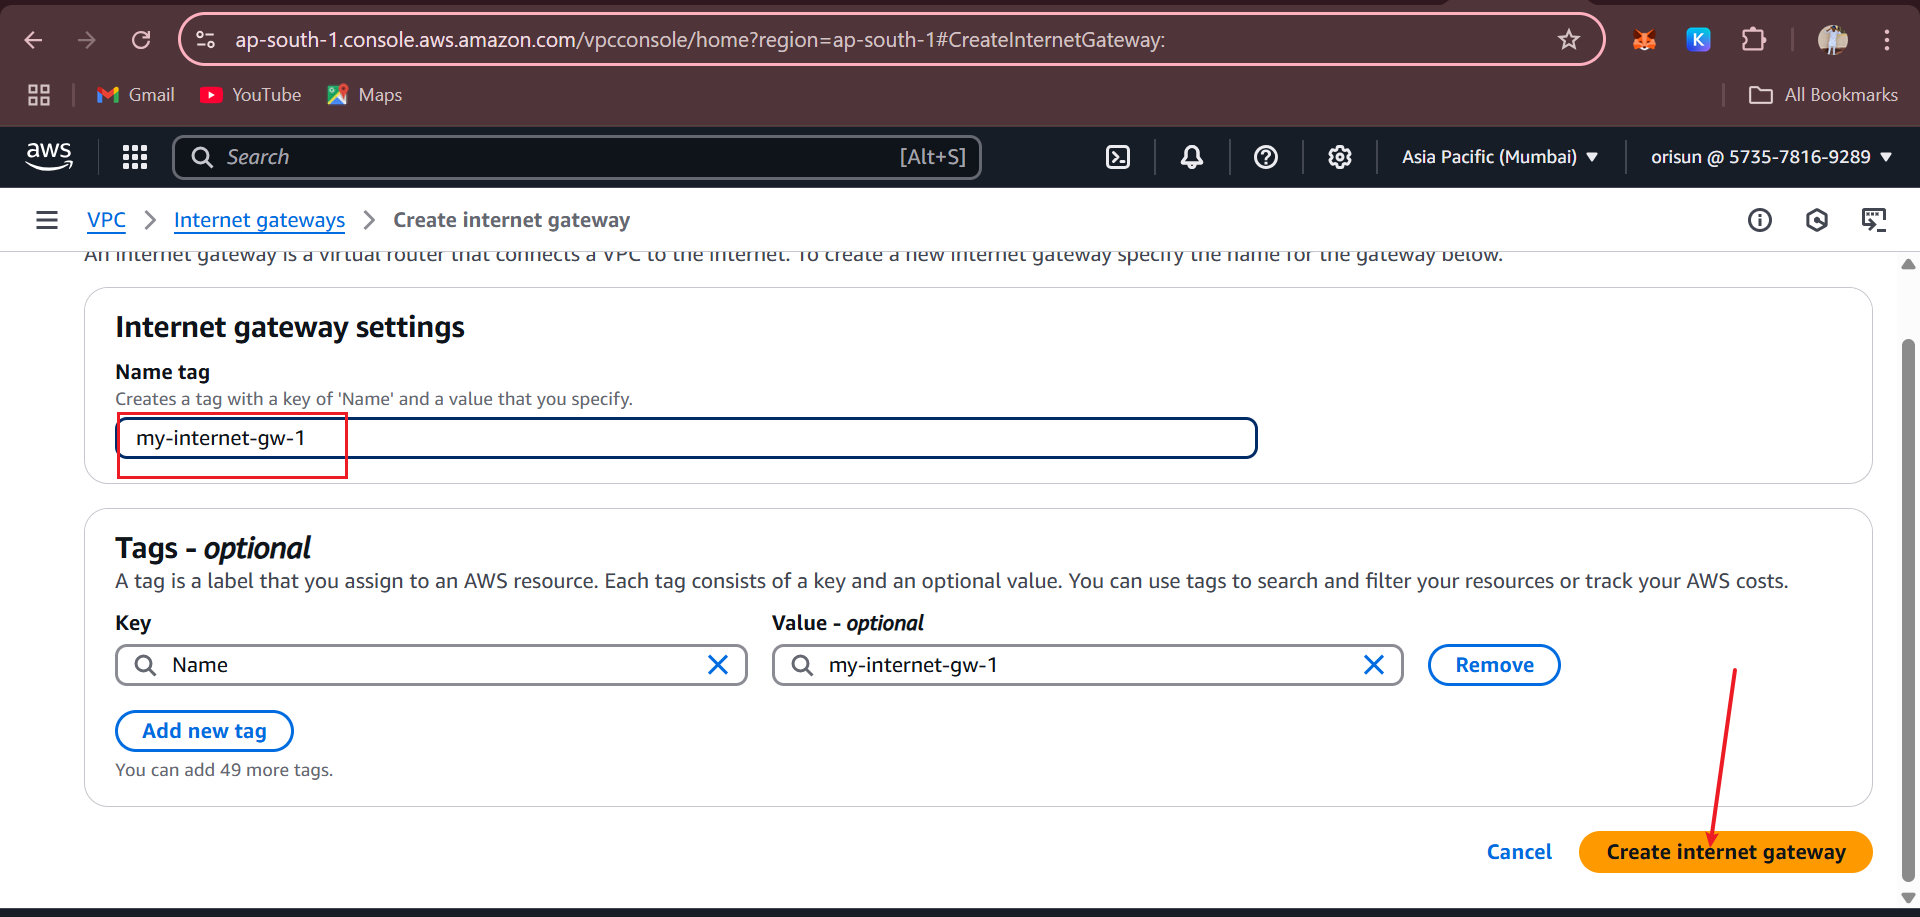 ap-south-1.console.aws.amazon.com/vpcconsole/home?region=ap-south-1#CreateInternetGateway:
K
Gmail YouTube Maps All Bookmarks
aws Search [Alt+S] Asia Pacific (Mumbai) orisun @ 5735-7816-9289
VPC Internet gateways Create internet gateway
An internet gateway is a virtual router that connects a VPC to the internet. To create a new internet gateway specify the name for the gateway below.
Internet gateway settings
Name tag
Creates a tag with a key of 'Name' and a value that you specify.
my-internet-gw-1
Tags - optional
A tag is a label that you assign to an AWS resource. Each tag consists of a key and an optional value. You can use tags to search and filter your resources or track your AWS costs.
Key Value - optional
Name my-internet-gw-1 Remove
Add new tag
You can add 49 more tags.
Cancel Create internet gateway